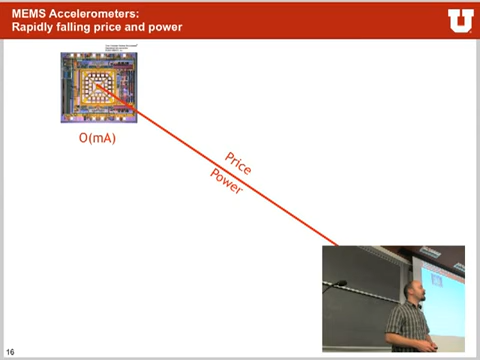 MEMS Accelerometers:
Rapidly falling price and power
U
O(mA)
Price
Power
16